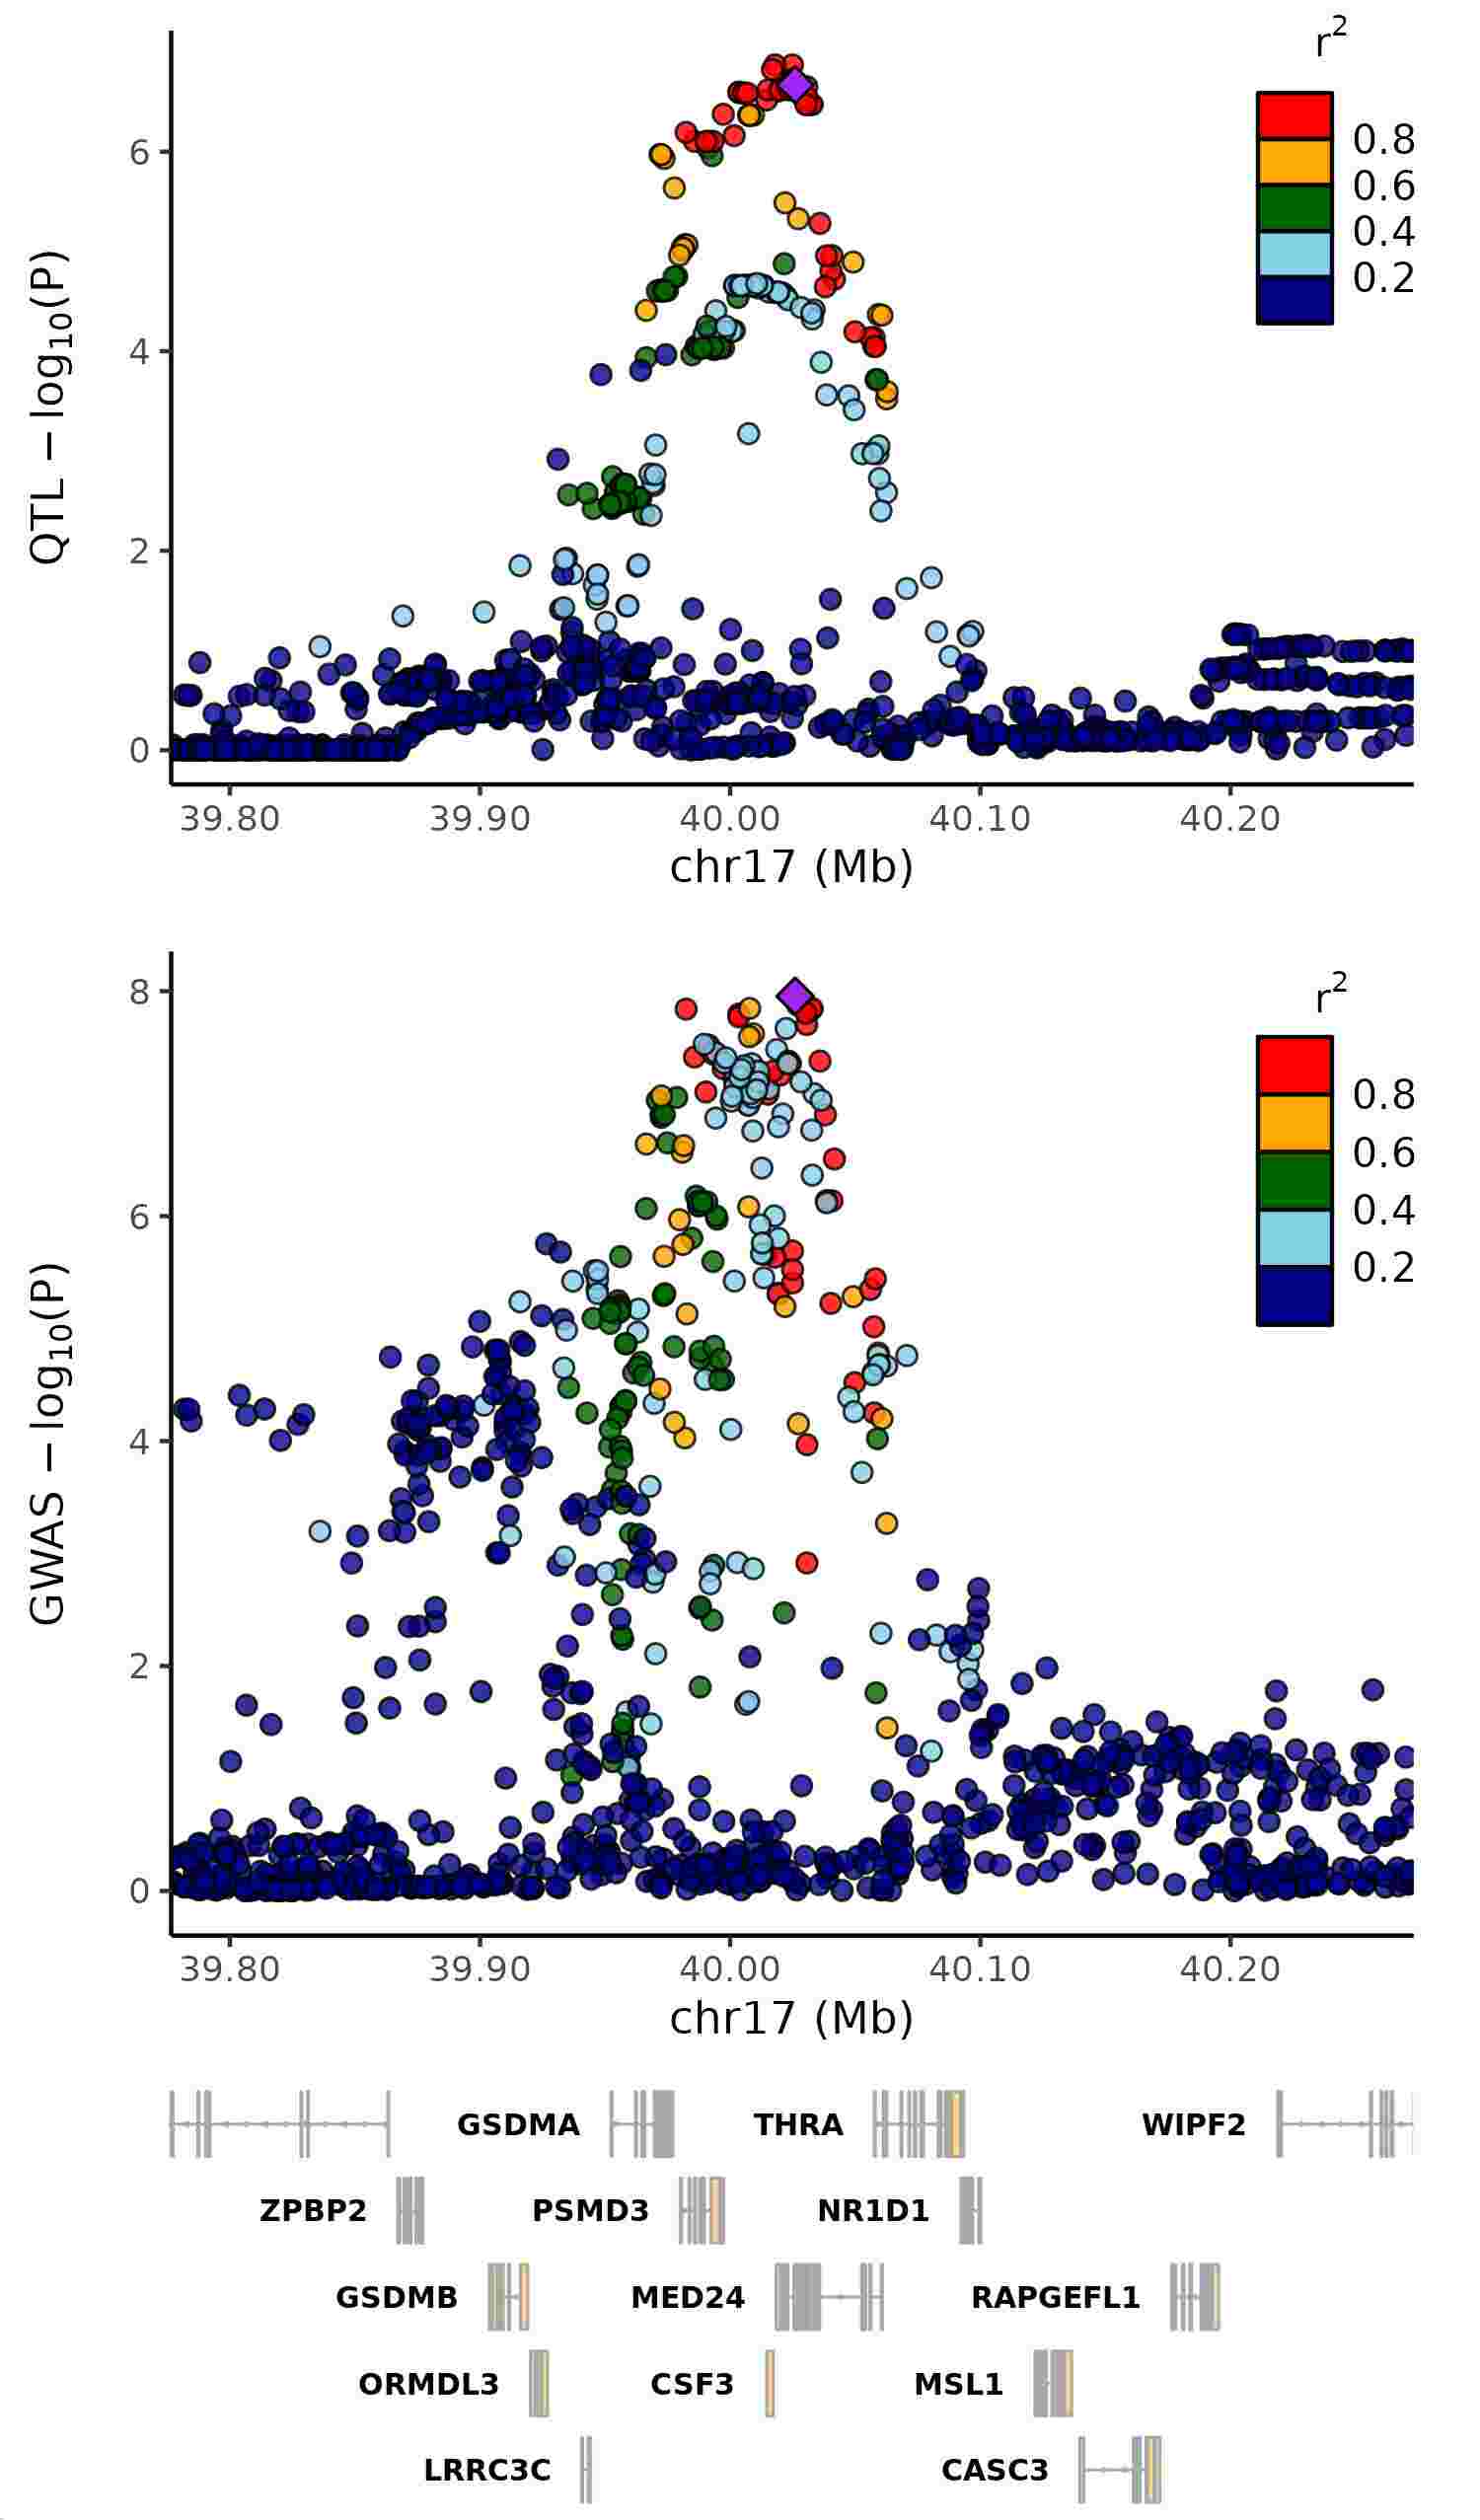 r2
0.8
0.6
0.4
0.2
QTL − log10(P)
6
4
2
0
39.80 39.90 40.00 40.10 40.20
chr17 (Mb)
r2
0.8
0.6
0.4
0.2
GWAS − log10(P)
8
6
4
2
0
39.80 39.90 40.00 40.10 40.20
chr17 (Mb)
GSDMA THRA WIPF2
ZPBP2 PSMD3 NR1D1
GSDMB MED24 RAPGEFL1
ORMDL3 CSF3 MSL1
LRRC3C CASC3